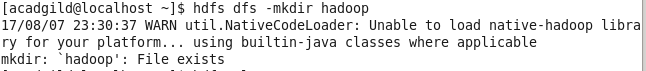 [acadgild@localhost ~]$ hdfs dfs -mkdir hadoop
17/08/07 23:30:37 WARN util.NativeCodeLoader: Unable to load native-hadoop libra
ry for your platform... using builtin-java classes where applicable
mkdir: `hadoop': File exists